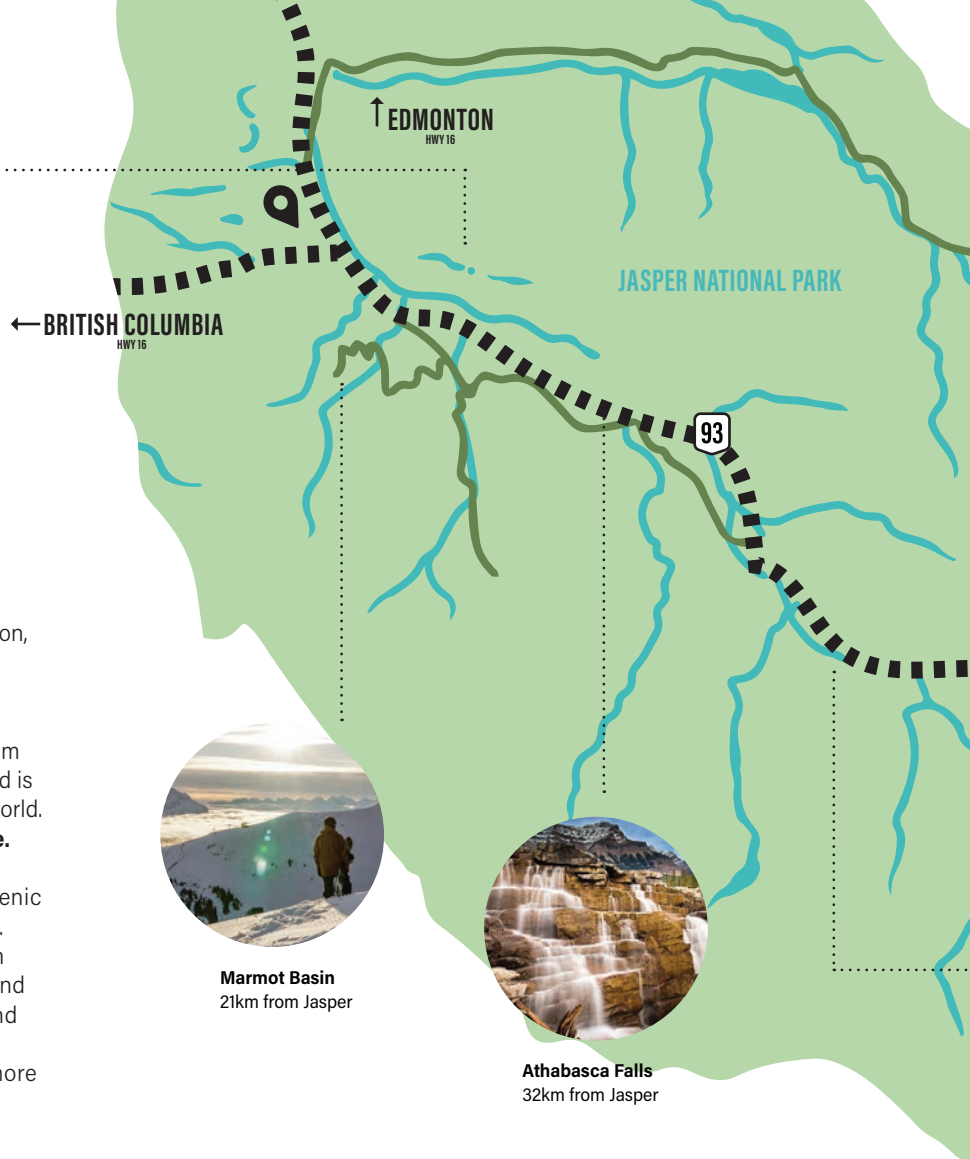 EDMONTON
HWY 16
JASPER NATIONAL PARK
BRITISH COLUMBIA
HWY 16
93
on,
m
d is
orld.
e.
enic
.
n
nd
nd
nore
Marmot Basin
21km from Jasper
Athabasca Falls
32km from Jasper